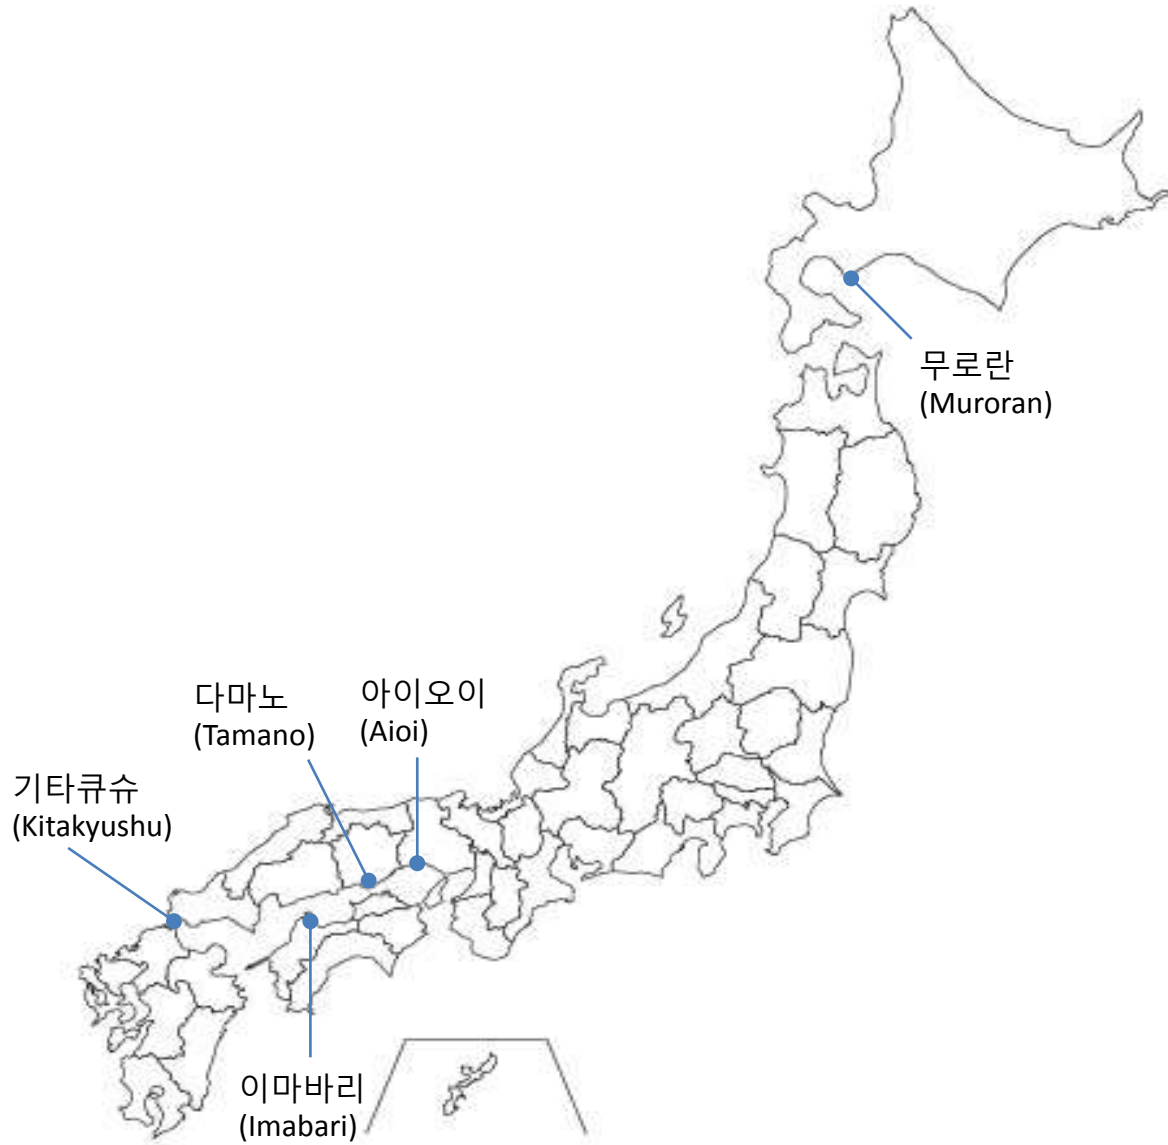 무로란
(Muroran)
다마노
(Tamano)
아이오이
(Aioi)
기타큐슈
(Kitakyushu)
이마바리
(Imabari)